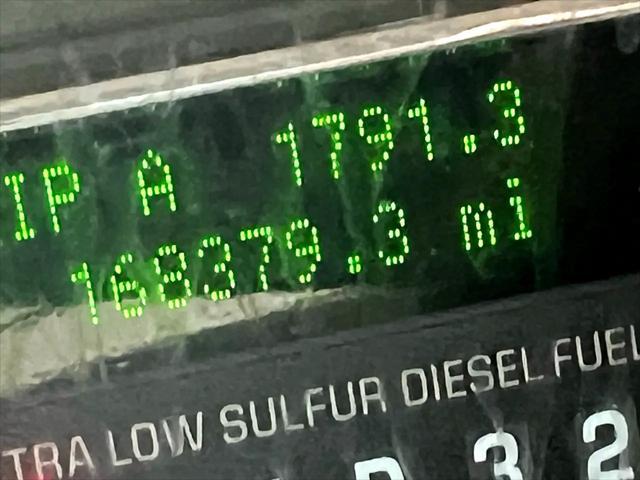 IP A 1791.3
168379.3 mi
TRA LOW SULFUR DIESEL FUEL
D 3 2